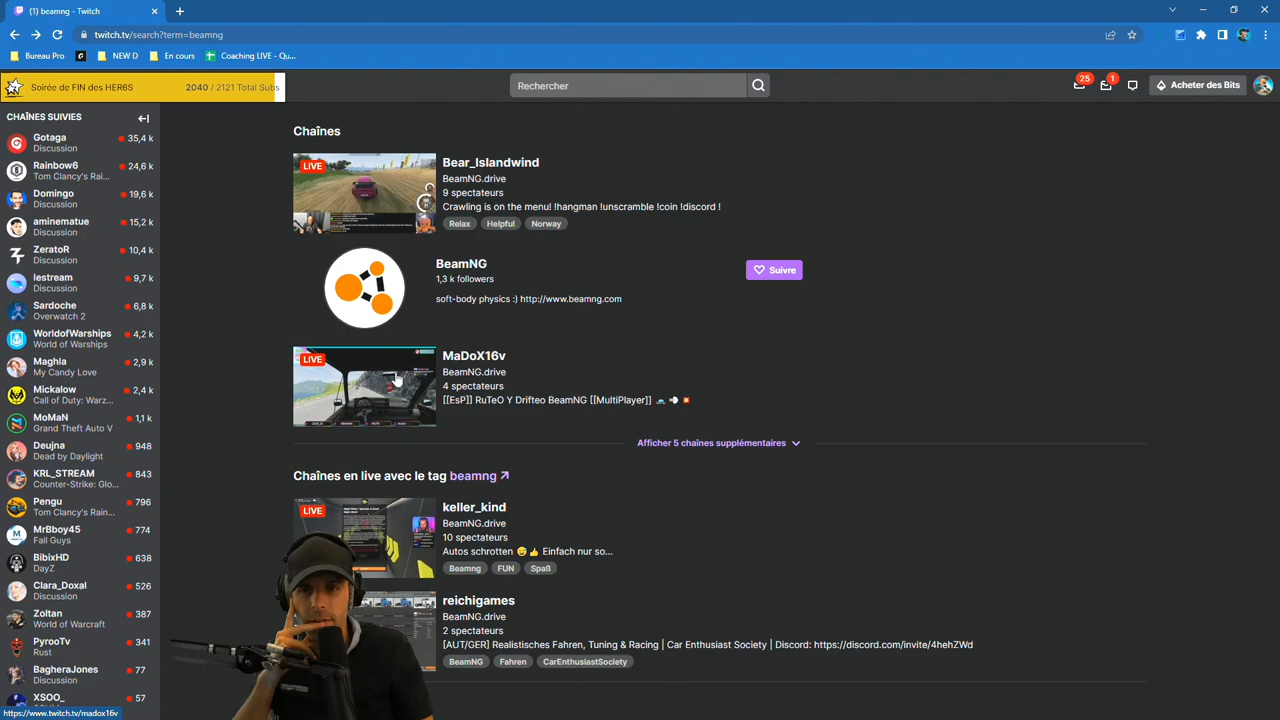 (1) beamng - Twitch
twitch.tv/search?term=beamng
Bureau Pro
NEW D
En cours
Coaching LIVE - Qu...
Soirée de FIN des HER6S
2040 / 2121 Total Subs
Rechercher
25
1
Acheter des Bits
CHAÎNES SUIVIES
Gotaga
35,4 k
Discussion
Rainbow6
24,6 k
Tom Clancy's Rai...
Domingo
19,6 k
Discussion
aminematue
15,2 k
Discussion
ZeratoR
10,4 k
Discussion
lestream
9,7 k
Discussion
Sardoche
6,8 k
Overwatch 2
WorldofWarships
4,2 k
World of Warships
Maghla
2,9 k
My Candy Love
Mickalow
2,4 k
Call of Duty: Warz...
MoMaN
1,1 k
Grand Theft Auto V
Deujna
948
Dead by Daylight
KRL_STREAM
843
Counter-Strike: Glo...
Pengu
796
Tom Clancy's Rain...
MrBboy45
774
Fall Guys
BibixHD
638
DayZ
Clara_Doxal
526
Discussion
Zoltan
387
World of Warcraft
PyrooTv
341
Rust
BagheraJones
77
Discussion
XSOO_
57
https://www.twitch.tv/madox16v
Chaînes
LIVE
Bear_Islandwind
BeamNG.drive
9 spectateurs
Crawling is on the menu! !hangman !unscramble !coin !discord !
Relax Helpful Norway
BeamNG
1,3 k followers
soft-body physics :) http://www.beamng.com
Suivre
LIVE
MaDoX16v
BeamNG.drive
4 spectateurs
[[EsP]] RuTeO Y Drifteo BeamNG [[MultiPlayer]] 🚗 💨 💥
Afficher 5 chaînes supplémentaires
Chaînes en live avec le tag beamng
LIVE
keller_kind
BeamNG.drive
10 spectateurs
Autos schrotten 😅👍 Einfach nur so...
Beamng FUN Spaß
reichigames
BeamNG.drive
2 spectateurs
[AUT/GER] Realistisches Fahren, Tuning & Racing | Car Enthusiast Society | Discord: https://discord.com/invite/4hehZWd
BeamNG Fahren CarEnthusiastSociety